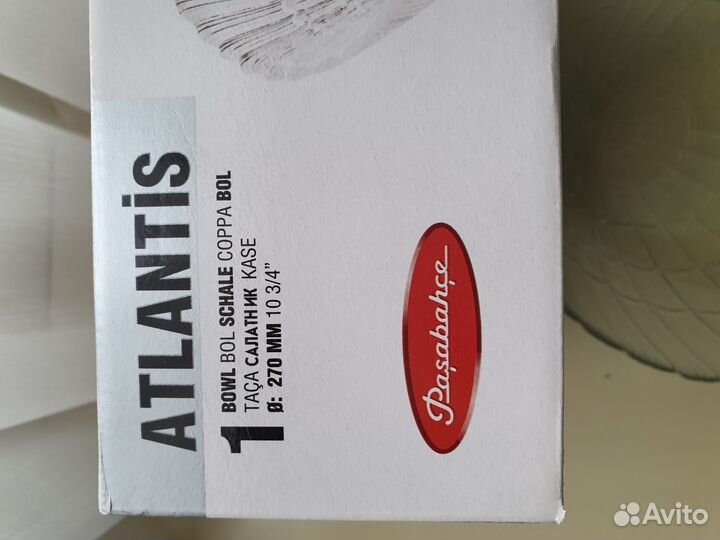 ATLANTİS
1
BOWL BOL SCHALE COPPA BOL
TAÇA САЛАТНИК KASE
Ø: 270 MM 10 3/4"
Paşabahçe
Avito